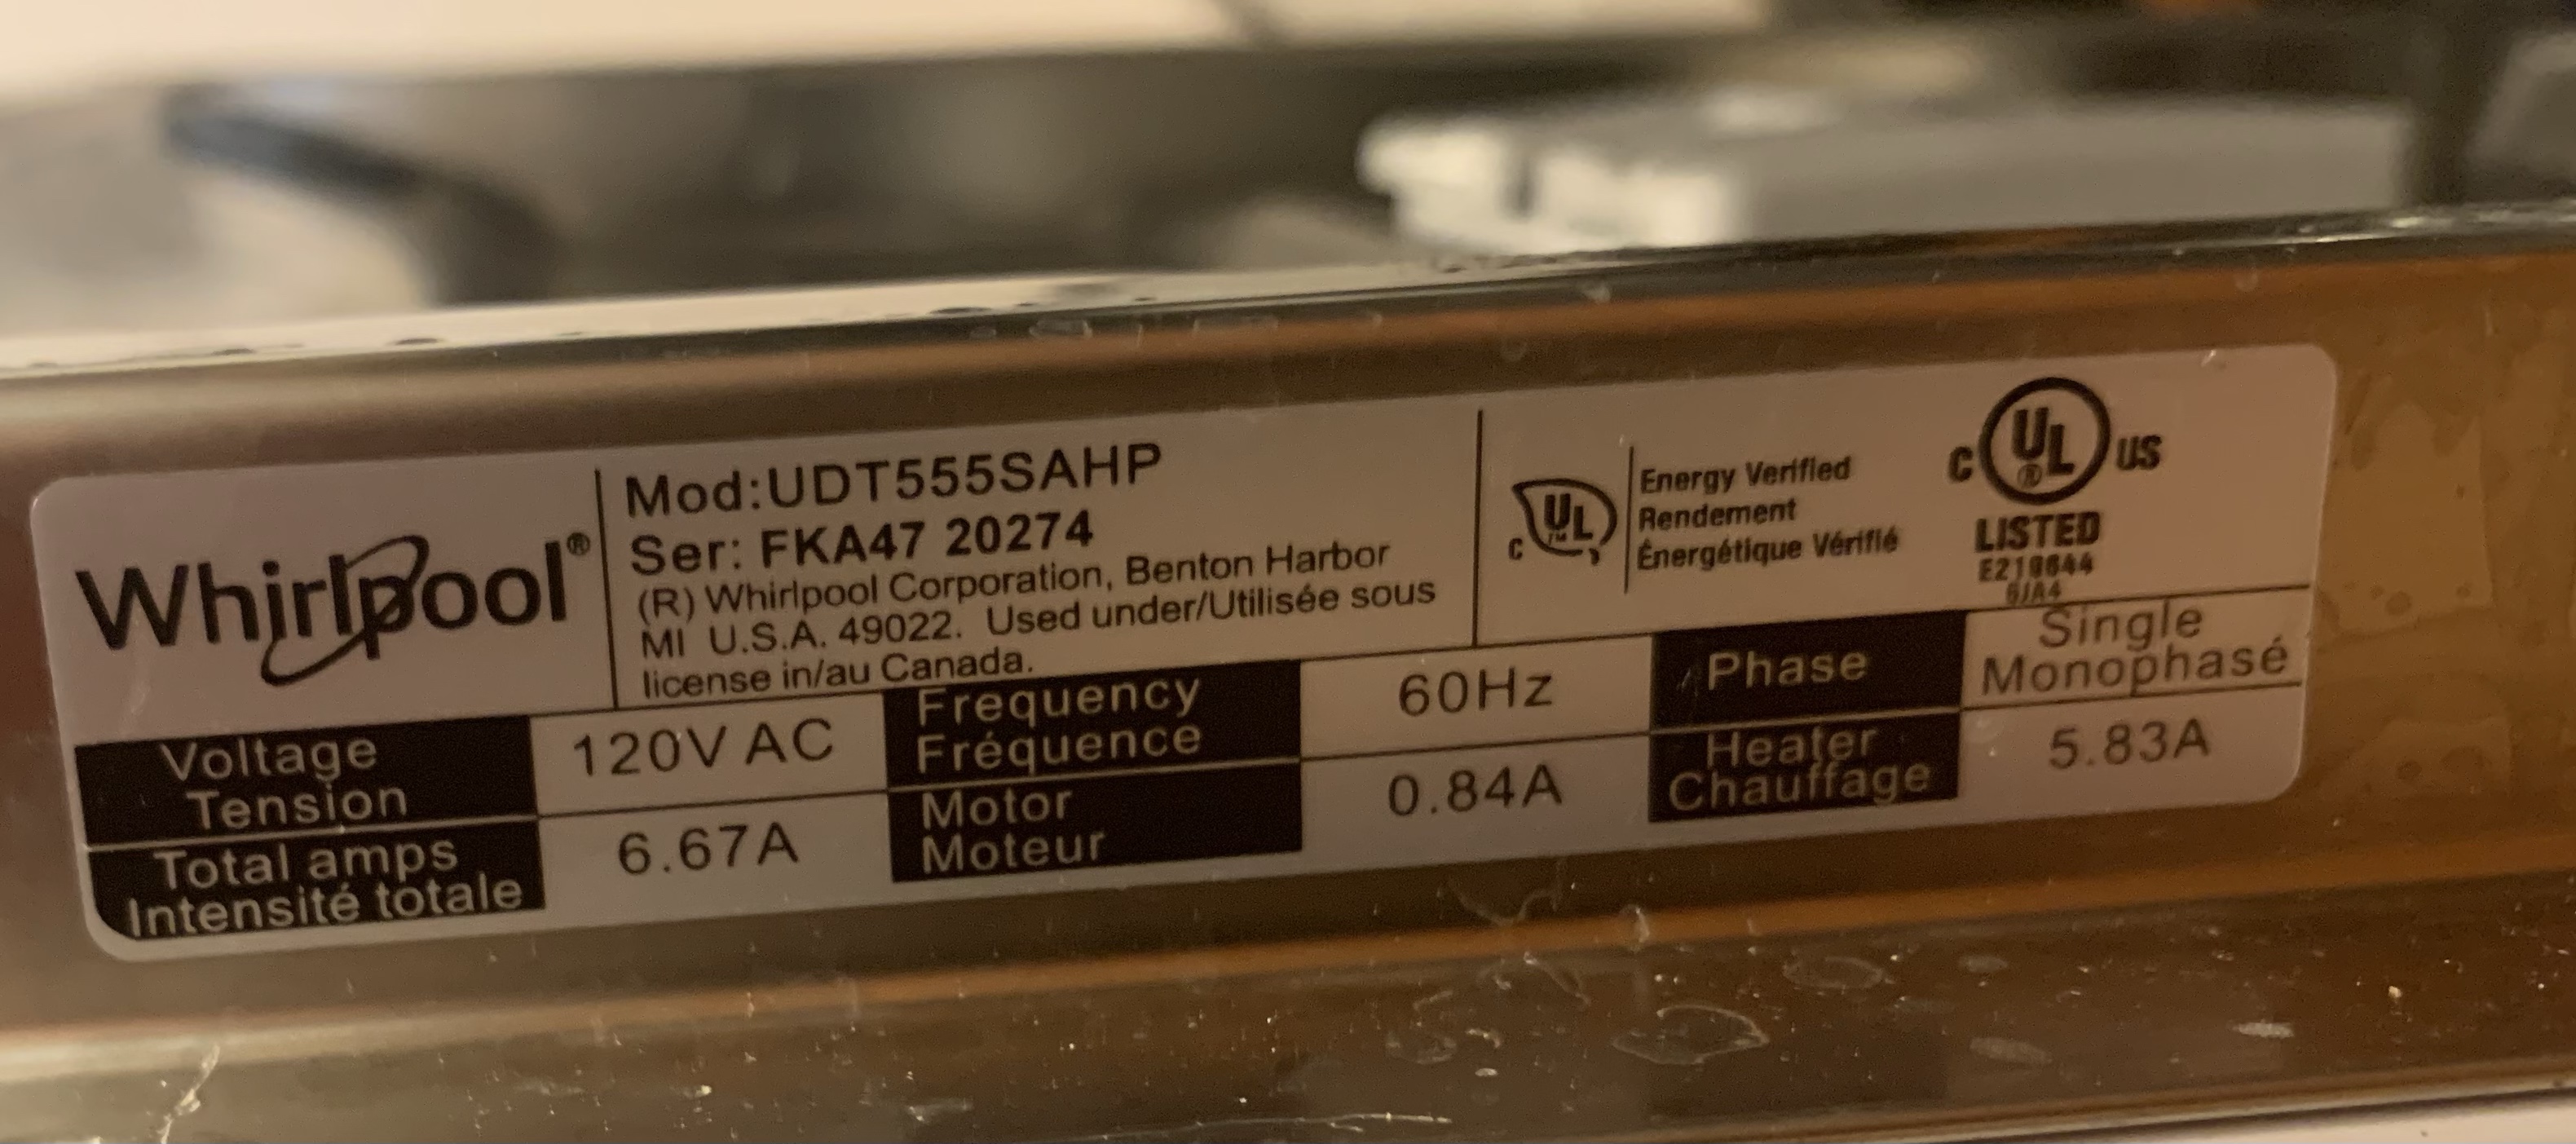 Whirlpool®
Mod:UDT555SAHP
Ser: FKA47 20274
(R) Whirlpool Corporation, Benton Harbor
MI U.S.A. 49022. Used under/Utilisée sous
license in/au Canada.
C UL™
Energy Verified
Rendement
Énergétique Vérifié
C UL® US
LISTED
Voltage
Tension
120V AC
Frequency
Fréquence
60Hz
Phase
Single
Monophasé
Total amps
Intensité totale
6.67A
Motor
Moteur
0.84A
Heater
Chauffage
5.83A